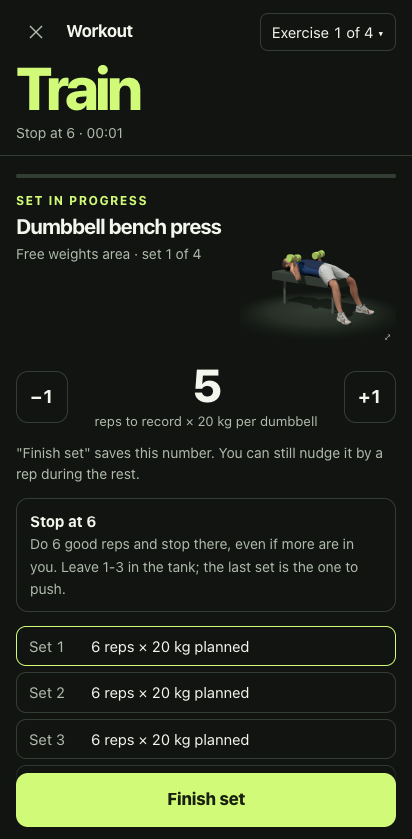 Workout
Exercise 1 of 4 ▾
Train
Stop at 6 · 00:01
SET IN PROGRESS
Dumbbell bench press
Free weights area · set 1 of 4
−1
5
+1
reps to record × 20 kg per dumbbell
"Finish set" saves this number. You can still nudge it by a
rep during the rest.
Stop at 6
Do 6 good reps and stop there, even if more are in
you. Leave 1-3 in the tank; the last set is the one to
push.
Set 1 6 reps × 20 kg planned
Set 2 6 reps × 20 kg planned
Set 3 6 reps × 20 kg planned
Finish set